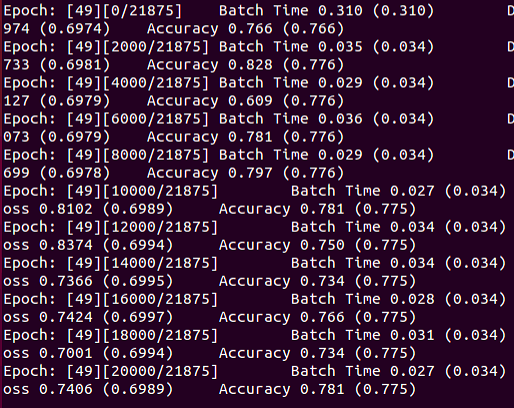 Epoch: [49][0/21875] Batch Time 0.310 (0.310) D
974 (0.6974) Accuracy 0.766 (0.766)
Epoch: [49][2000/21875] Batch Time 0.035 (0.034) D
733 (0.6981) Accuracy 0.828 (0.776)
Epoch: [49][4000/21875] Batch Time 0.029 (0.034) D
127 (0.6979) Accuracy 0.609 (0.776)
Epoch: [49][6000/21875] Batch Time 0.036 (0.034) D
073 (0.6979) Accuracy 0.781 (0.776)
Epoch: [49][8000/21875] Batch Time 0.029 (0.034) D
699 (0.6978) Accuracy 0.797 (0.776)
Epoch: [49][10000/21875] Batch Time 0.027 (0.034)
oss 0.8102 (0.6989) Accuracy 0.781 (0.775)
Epoch: [49][12000/21875] Batch Time 0.034 (0.034)
oss 0.8374 (0.6994) Accuracy 0.750 (0.775)
Epoch: [49][14000/21875] Batch Time 0.034 (0.034)
oss 0.7366 (0.6995) Accuracy 0.734 (0.775)
Epoch: [49][16000/21875] Batch Time 0.028 (0.034)
oss 0.7424 (0.6997) Accuracy 0.766 (0.775)
Epoch: [49][18000/21875] Batch Time 0.031 (0.034)
oss 0.7001 (0.6994) Accuracy 0.734 (0.775)
Epoch: [49][20000/21875] Batch Time 0.027 (0.034)
oss 0.7406 (0.6989) Accuracy 0.781 (0.775)